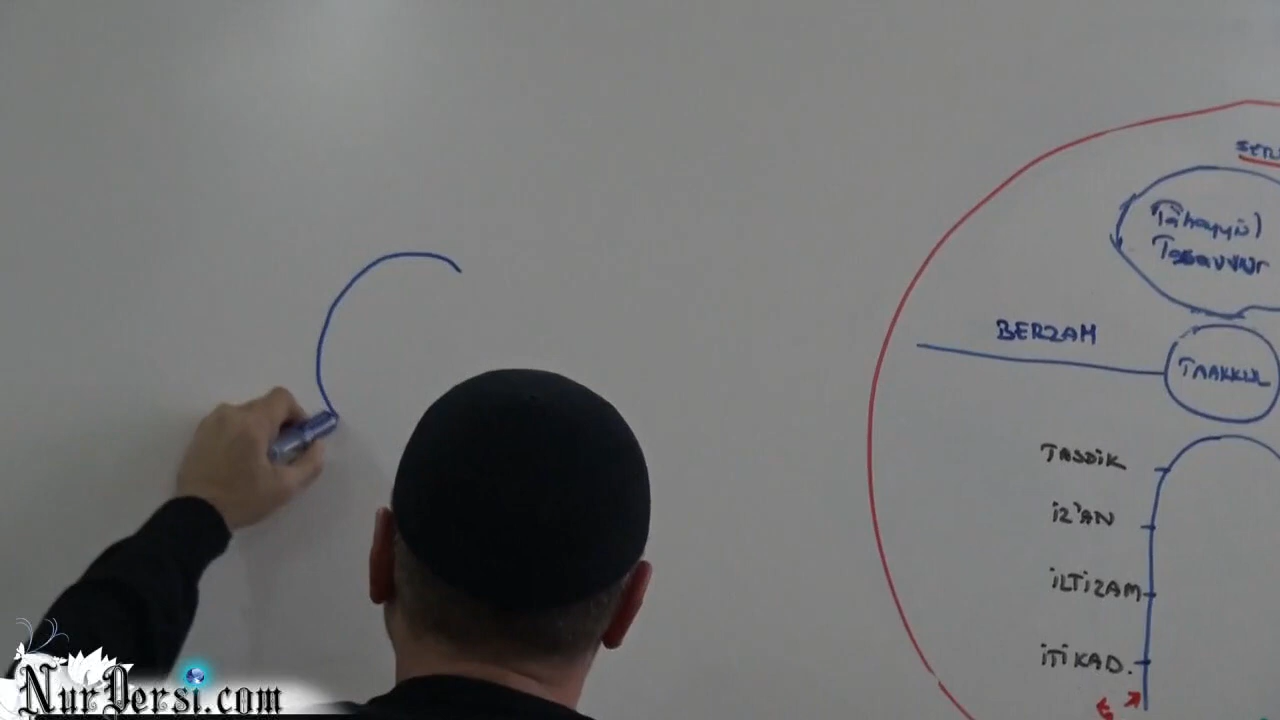 Tahayyül
Tasavvur
BERZAH
TAAKKUL
TASDİK
İZ'AN
İLTİZAM
İTİKAD.
NurDersi.com